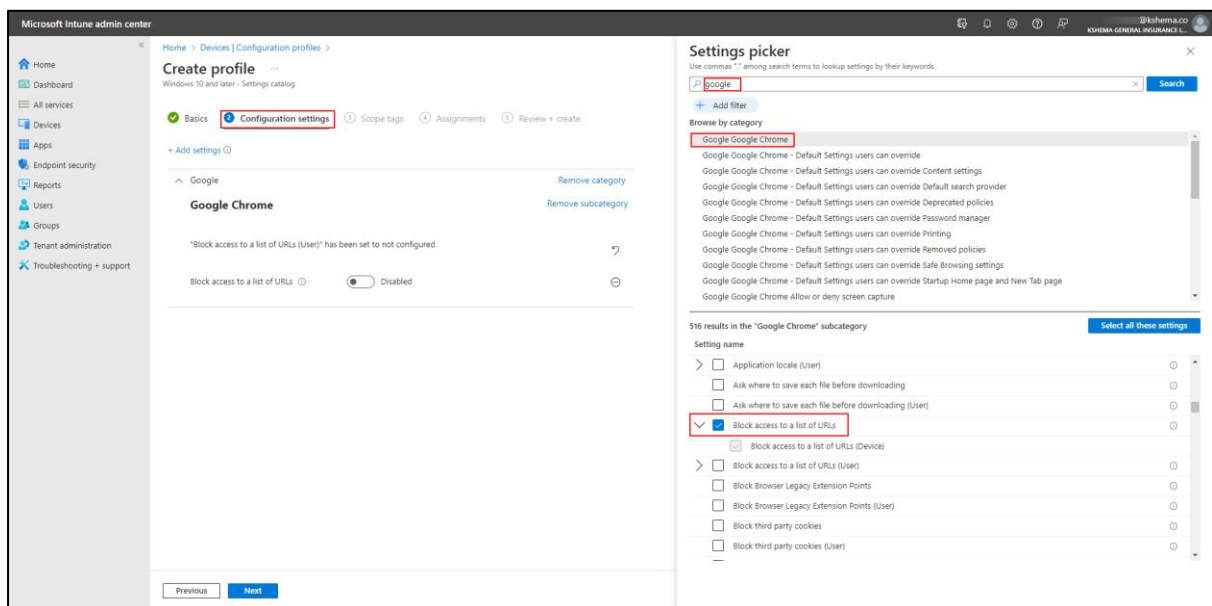 Microsoft Intune admin center
@kshema.co
KSHEMA GENERAL INSURANCE L...
«
Home
Dashboard
All services
Devices
Apps
Endpoint security
Reports
Users
Groups
Tenant administration
Troubleshooting + support
Home > Devices | Configuration profiles >
Create profile ...
Windows 10 and later - Settings catalog
Basics 2 Configuration settings 3 Scope tags 4 Assignments 5 Review + create
+ Add settings
Google Remove category
Google Chrome Remove subcategory
"Block access to a list of URLs (User)" has been set to not configured
Block access to a list of URLs Disabled
Previous Next
Settings picker
Use commas "," among search terms to lookup settings by their keywords
google Search
+ Add filter
Browse by category
Google Google Chrome
Google Google Chrome - Default Settings users can override
Google Google Chrome - Default Settings users can override Content settings
Google Google Chrome - Default Settings users can override Default search provider
Google Google Chrome - Default Settings users can override Deprecated policies
Google Google Chrome - Default Settings users can override Password manager
Google Google Chrome - Default Settings users can override Printing
Google Google Chrome - Default Settings users can override Removed policies
Google Google Chrome - Default Settings users can override Safe Browsing settings
Google Google Chrome - Default Settings users can override Startup Home page and New Tab page
Google Google Chrome Allow or deny screen capture
516 results in the "Google Chrome" subcategory Select all these settings
Setting name
Application locale (User)
Ask where to save each file before downloading
Ask where to save each file before downloading (User)
Block access to a list of URLs
Block access to a list of URLs (Device)
Block access to a list of URLs (User)
Block Browser Legacy Extension Points
Block Browser Legacy Extension Points (User)
Block third party cookies
Block third party cookies (User)